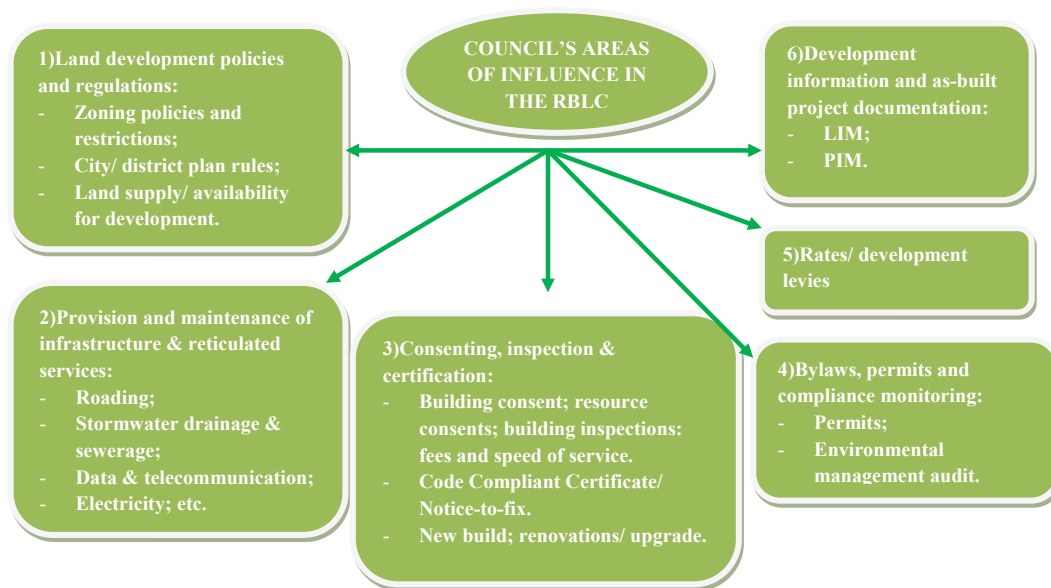 COUNCIL'S AREAS
OF INFLUENCE IN
THE RBLC
1)Land development policies
and regulations:
- Zoning policies and
restrictions;
- City/ district plan rules;
- Land supply/ availability
for development.
2)Provision and maintenance of
infrastructure & reticulated
services:
- Roading;
- Stormwater drainage &
sewerage;
- Data & telecommunication;
- Electricity; etc.
3)Consenting, inspection &
certification:
- Building consent; resource
consents; building inspections:
fees and speed of service.
- Code Compliant Certificate/
Notice-to-fix.
- New build; renovations/ upgrade.
4)Bylaws, permits and
compliance monitoring:
- Permits;
- Environmental
management audit.
5)Rates/ development
levies
6)Development
information and as-built
project documentation:
- LIM;
- PIM.